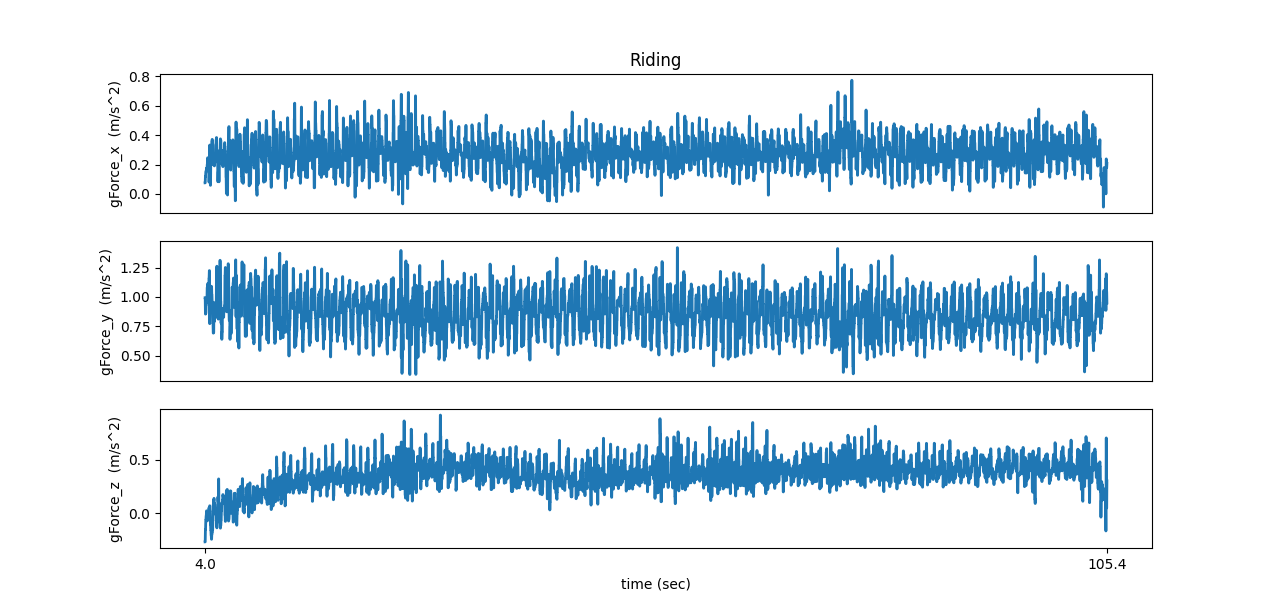 Riding
gForce_x (m/s^2)
0.8
0.6
0.4
0.2
0.0
gForce_y (m/s^2)
1.25
1.00
0.75
0.50
gForce_z (m/s^2)
0.5
0.0
4.0 105.4
time (sec)